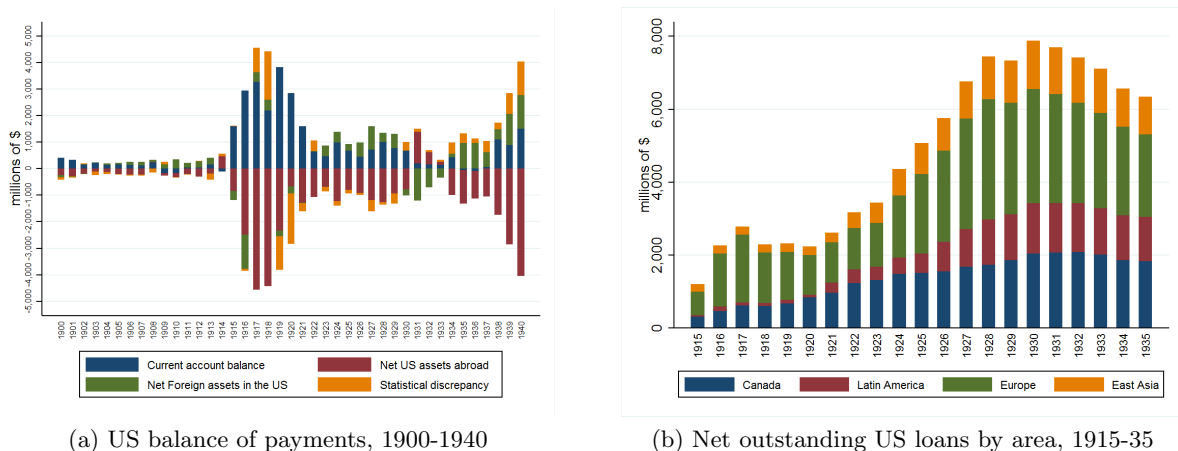 millions of $
-5,000 -4,000 -3,000 -2,000 -1,000 0 1,000 2,000 3,000 4,000 5,000
1900 1901 1902 1903 1904 1905 1906 1907 1908 1909 1910 1911 1912 1913 1914 1915 1916 1917 1918 1919 1920 1921 1922 1923 1924 1925 1926 1927 1928 1929 1930 1931 1932 1933 1934 1935 1936 1937 1938 1939 1940
Current account balance Net US assets abroad
Net Foreign assets in the US Statistical discrepancy
(a) US balance of payments, 1900-1940
millions of $
0 2,000 4,000 6,000 8,000
1915 1916 1917 1918 1919 1920 1921 1922 1923 1924 1925 1926 1927 1928 1929 1930 1931 1932 1933 1934 1935
Canada Latin America Europe East Asia
(b) Net outstanding US loans by area, 1915-35